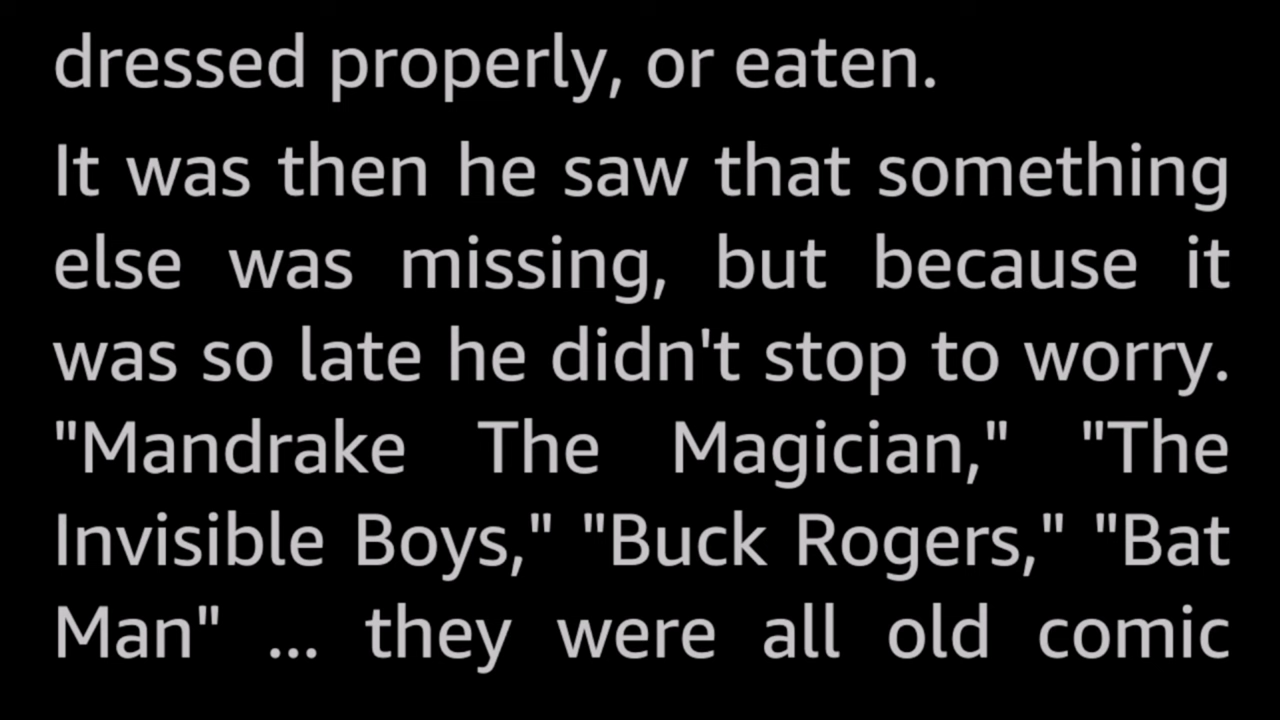 dressed properly, or eaten.
It was then he saw that something
else was missing, but because it
was so late he didn't stop to worry.
"Mandrake The Magician," "The
Invisible Boys," "Buck Rogers," "Bat
Man" ... they were all old comic